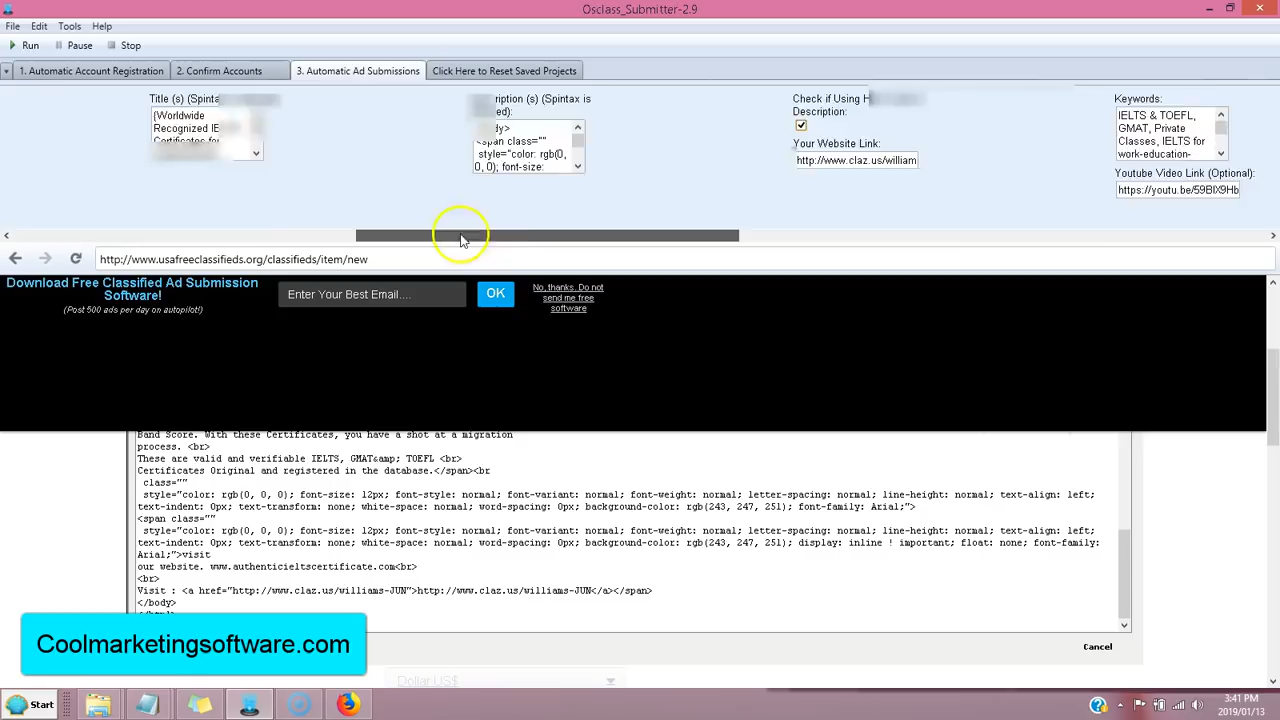 Osclass_Submitter-2.9
File Edit Tools Help
Run Pause Stop
1. Automatic Account Registration 2. Confirm Accounts 3. Automatic Ad Submissions Click Here to Reset Saved Projects
Title (s) (Spinta
{Worldwide
Recognized IE
Certificates for
ription (s) (Spintax is
ed):
dy>
<span class=""
style="color: rgb(0,
0, 0); font-size:
Check if Using H
Description:
Your Website Link:
http://www.claz.us/william
Keywords:
IELTS & TOEFL,
GMAT, Private
Classes, IELTS for
work-education-
Youtube Video Link (Optional):
https://youtu.be/59BIX9Hb
http://www.usafreeclassifieds.org/classifieds/item/new
Download Free Classified Ad Submission
Software!
(Post 500 ads per day on autopilot!)
Enter Your Best Email....
OK
No, thanks. Do not
send me free
software
Band Score. With these Certificates, you have a shot at a migration
process. <br>
These are valid and verifiable IELTS, GMAT&amp; TOEFL <br>
Certificates Original and registered in the database.</span><br
class=""
style="color: rgb(0, 0, 0); font-size: 12px; font-style: normal; font-variant: normal; font-weight: normal; letter-spacing: normal; line-height: normal; text-align: left;
text-indent: 0px; text-transform: none; white-space: normal; word-spacing: 0px; background-color: rgb(243, 247, 251); font-family: Arial;">
<span class=""
style="color: rgb(0, 0, 0); font-size: 12px; font-style: normal; font-variant: normal; font-weight: normal; letter-spacing: normal; line-height: normal; text-align: left;
text-indent: 0px; text-transform: none; white-space: normal; word-spacing: 0px; background-color: rgb(243, 247, 251); display: inline ! important; float: none; font-family:
Arial;">visit
our website. www.authenticieltscertificate.com<br>
<br>
Visit : <a href="http://www.claz.us/williams-JUN">http://www.claz.us/williams-JUN</a></span>
</body>
Cancel
Coolmarketingsoftware.com
Dollar US$
Start
3:41 PM
2019/01/13